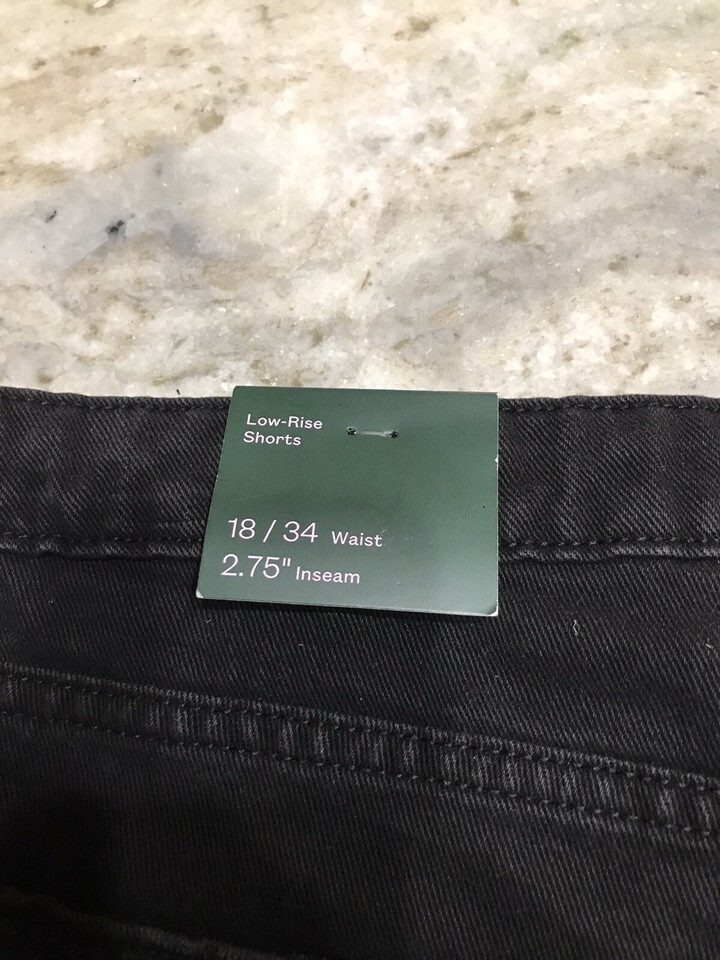 Low-Rise
Shorts
18 / 34 Waist
2.75" Inseam